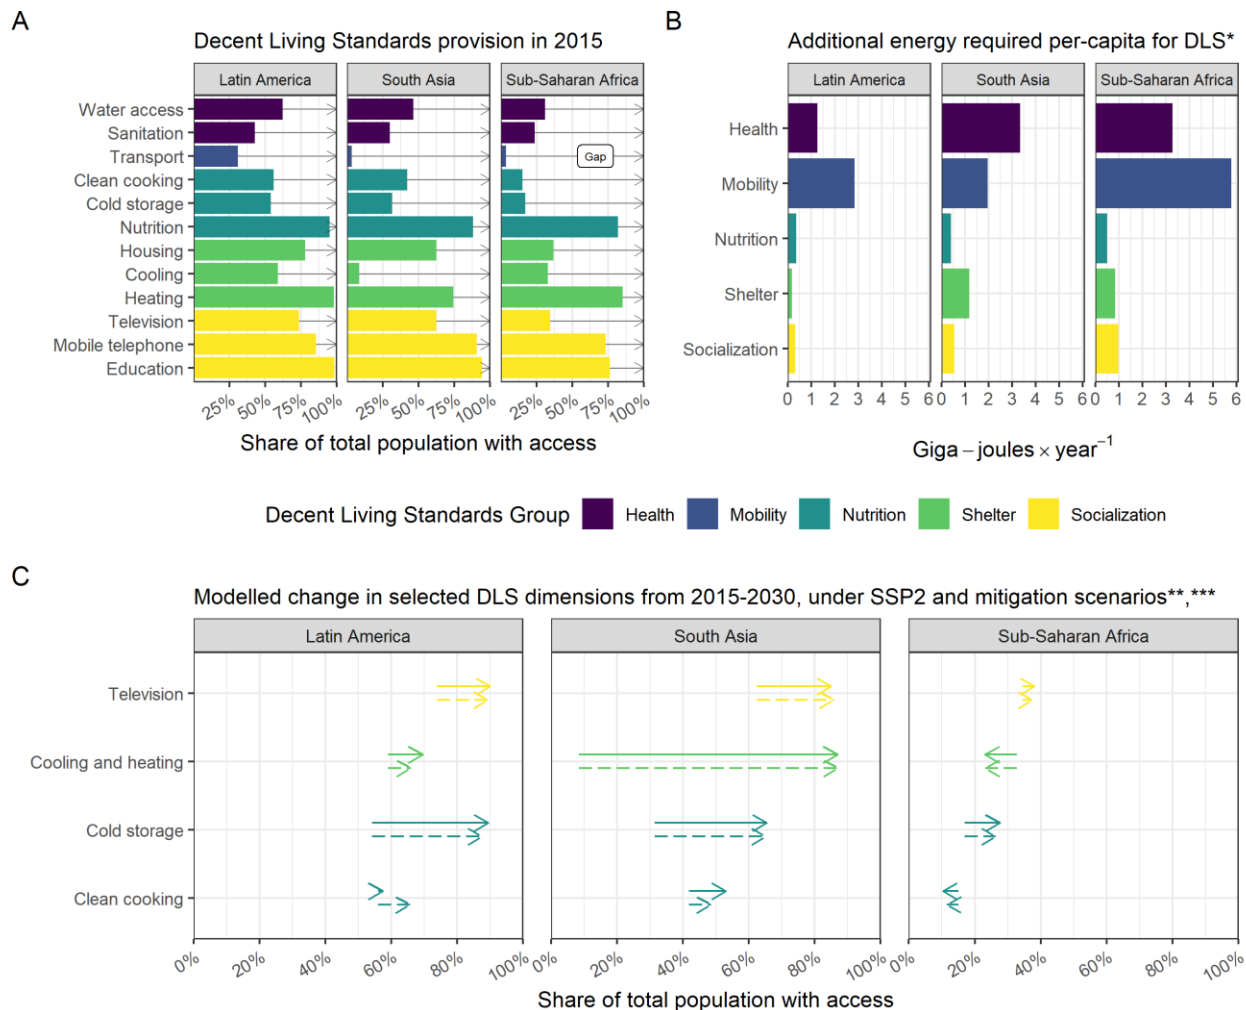 A
Decent Living Standards provision in 2015
Latin America South Asia Sub-Saharan Africa
Water access
Sanitation
Transport
Gap
Clean cooking
Cold storage
Nutrition
Housing
Cooling
Heating
Television
Mobile telephone
Education
25% 50% 75% 100% 25% 50% 75% 100% 25% 50% 75% 100%
Share of total population with access
B
Additional energy required per-capita for DLS*
Latin America South Asia Sub-Saharan Africa
Health
Mobility
Nutrition
Shelter
Socialization
0 1 2 3 4 5 6 0 1 2 3 4 5 6 0 1 2 3 4 5 6
Giga − joules × year⁻¹
Decent Living Standards Group Health Mobility Nutrition Shelter Socialization
C
Modelled change in selected DLS dimensions from 2015-2030, under SSP2 and mitigation scenarios**,***
Latin America South Asia Sub-Saharan Africa
Television
Cooling and heating
Cold storage
Clean cooking
0% 20% 40% 60% 80% 100% 0% 20% 40% 60% 80% 100% 0% 20% 40% 60% 80% 100%
Share of total population with access